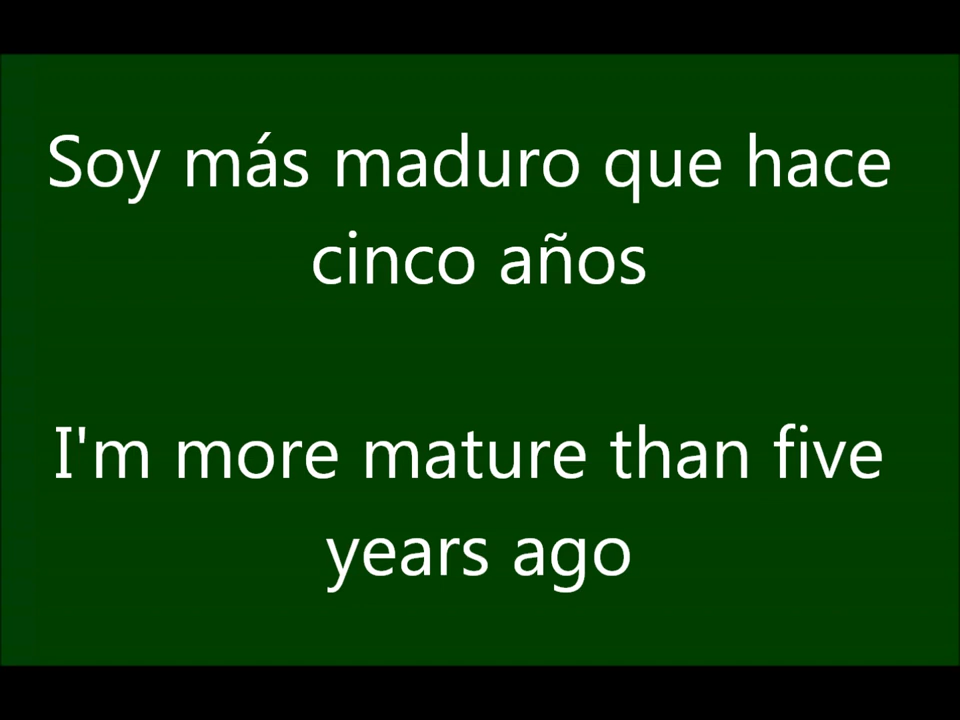 Soy más maduro que hace
cinco años
I'm more mature than five
years ago